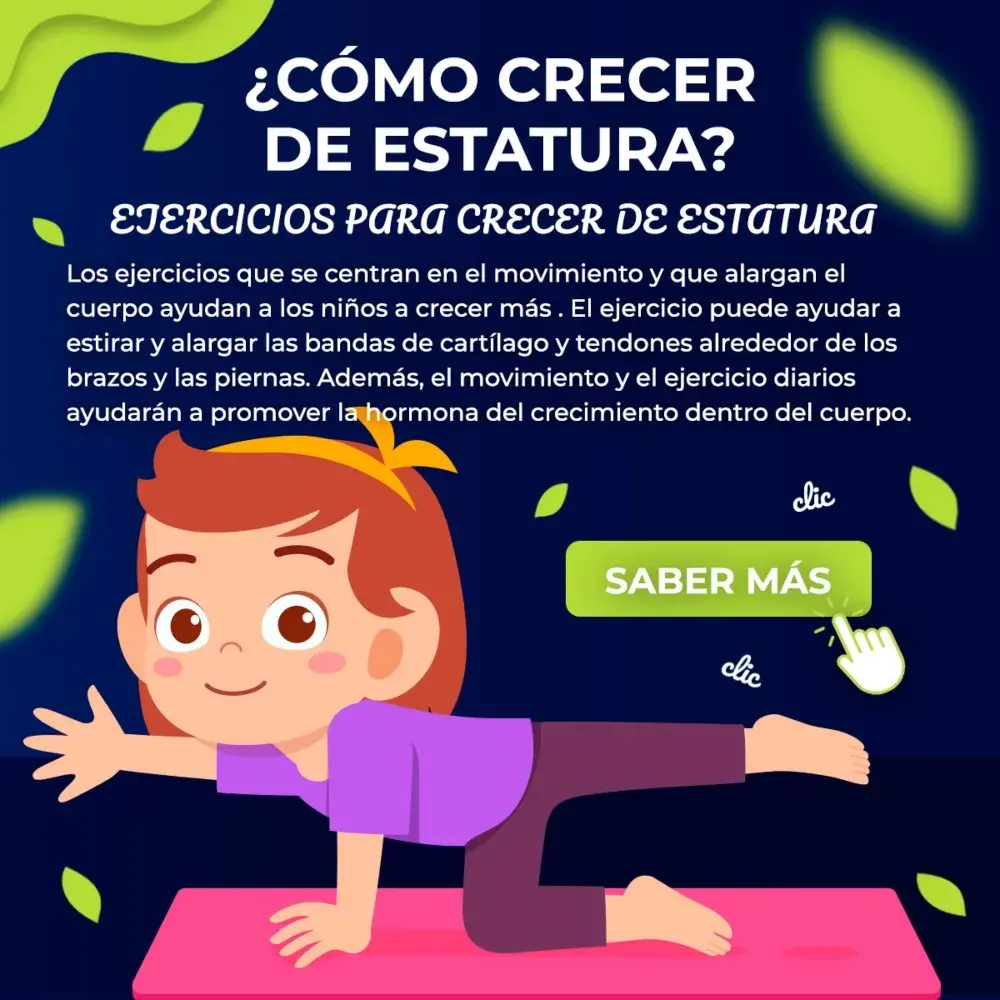 ¿CÓMO CRECER
DE ESTATURA?
EJERCICIOS PARA CRECER DE ESTATURA
Los ejercicios que se centran en el movimiento y que alargan el
cuerpo ayudan a los niños a crecer más . El ejercicio puede ayudar a
estirar y alargar las bandas de cartílago y tendones alrededor de los
brazos y las piernas. Además, el movimiento y el ejercicio diarios
ayudarán a promover la hormona del crecimiento dentro del cuerpo.
clic
SABER MÁS
clic